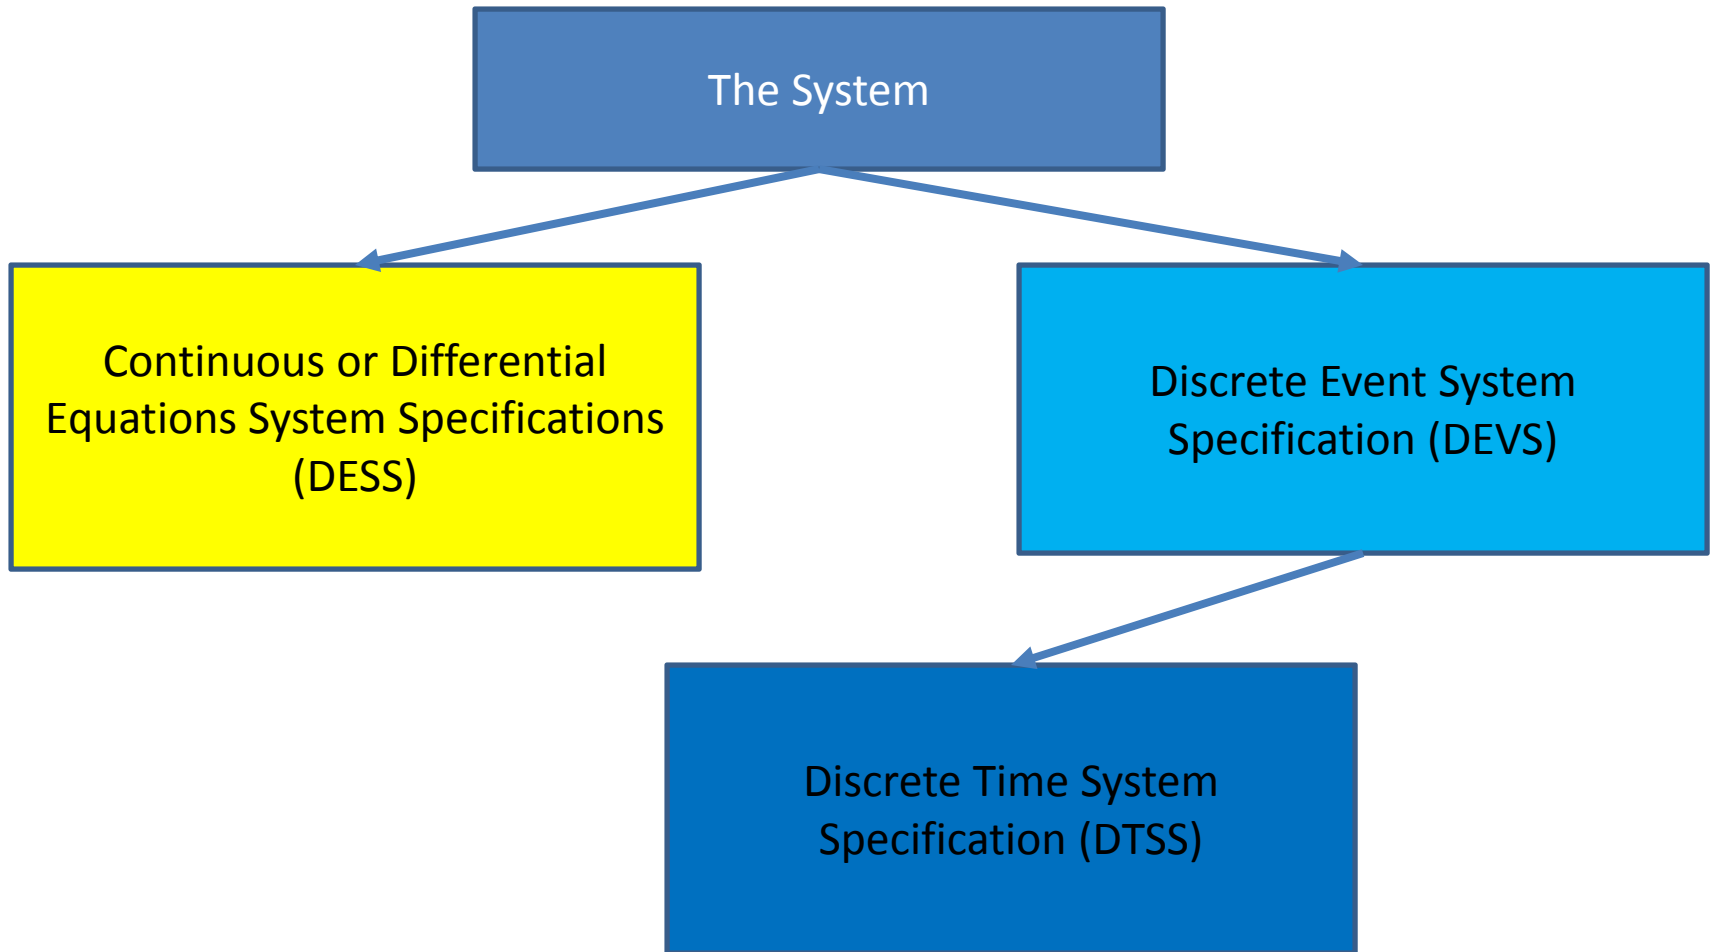 The System
Continuous or Differential
Equations System Specifications
(DESS)
Discrete Event System
Specification (DEVS)
Discrete Time System
Specification (DTSS)